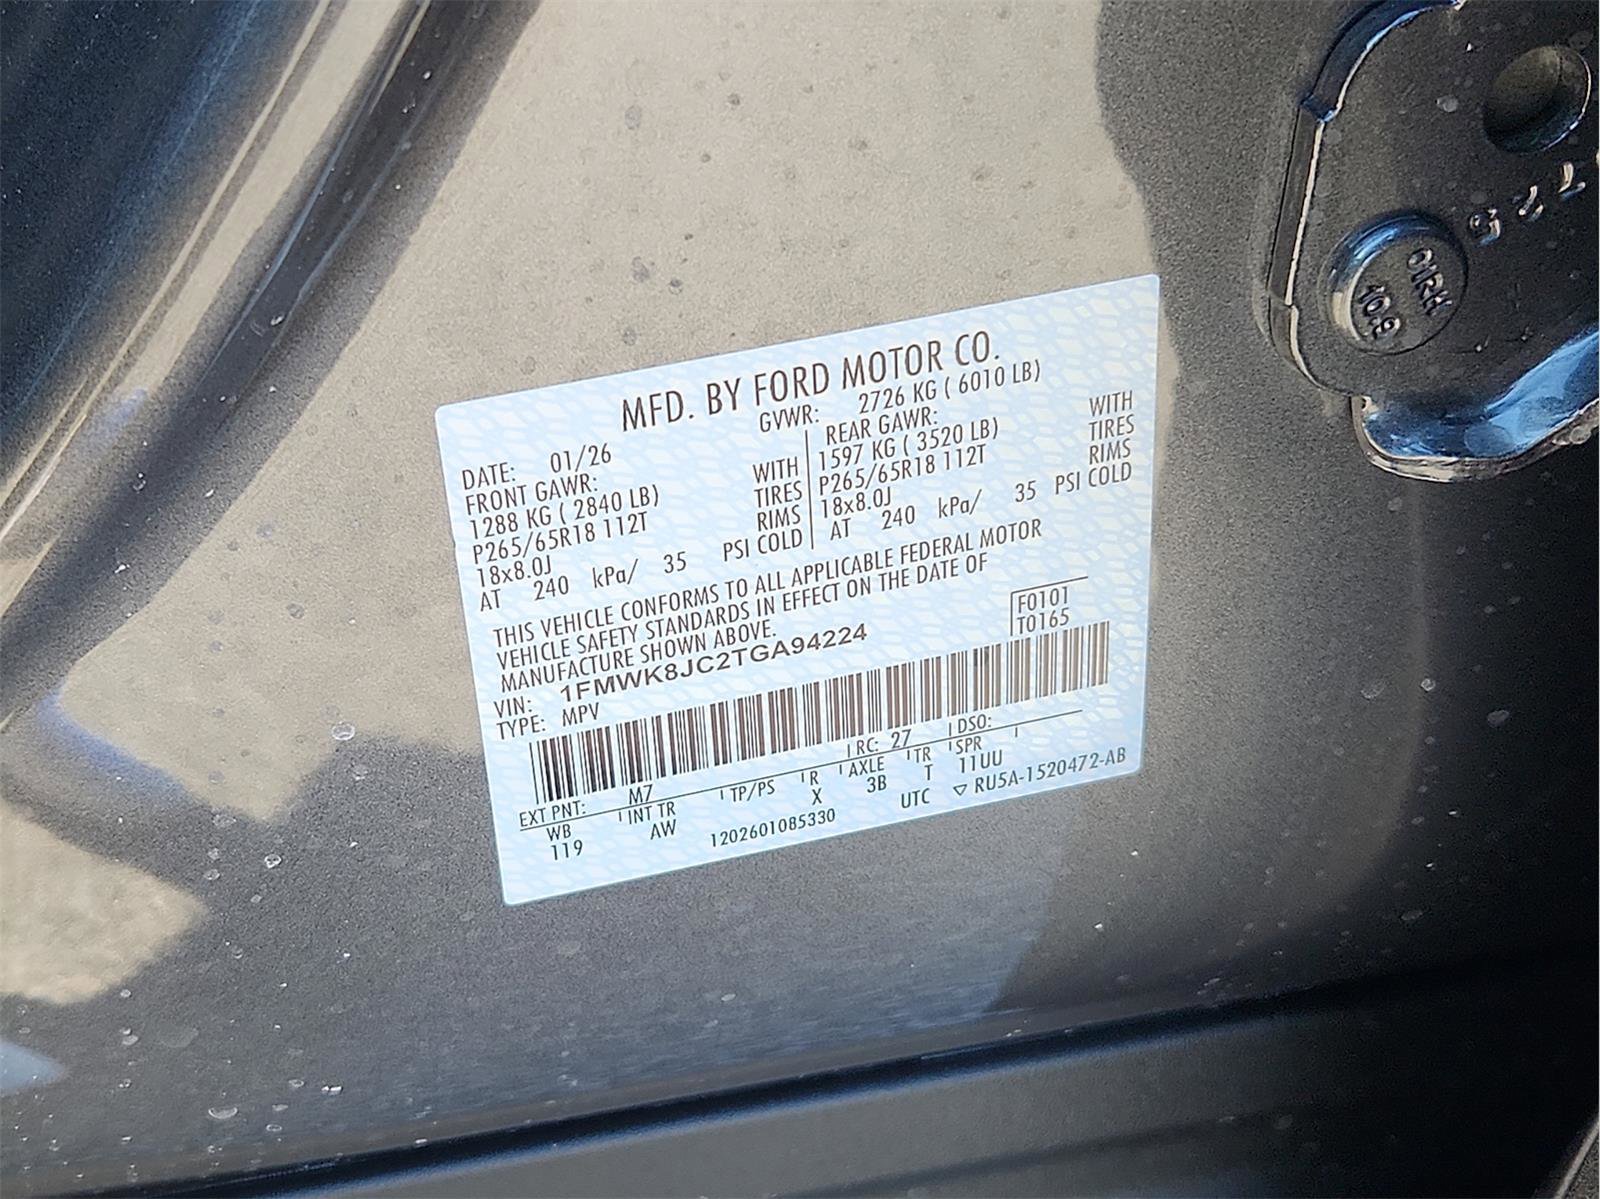 MFD. BY FORD MOTOR CO.
DATE: 01/26 GVWR: 2726 KG ( 6010 LB)
FRONT GAWR: REAR GAWR:
1288 KG ( 2840 LB) WITH 1597 KG ( 3520 LB) WITH
P265/65R18 112T TIRES P265/65R18 112T TIRES
18x8.0J RIMS 18x8.0J RIMS
AT 240 kPa/ 35 PSI COLD AT 240 kPa/ 35 PSI COLD
THIS VEHICLE CONFORMS TO ALL APPLICABLE FEDERAL MOTOR
VEHICLE SAFETY STANDARDS IN EFFECT ON THE DATE OF
MANUFACTURE SHOWN ABOVE.
VIN: 1FMWK8JC2TGA94224
TYPE: MPV
F0101
T0165
EXT PNT: M7 RC: 27 DSO:
WB INT TR TP/PS R AXLE TR SPR
119 AW X 3B T 11UU
1202601085330 UTC ▽ RU5A-1520472-AB
01RH
10.9